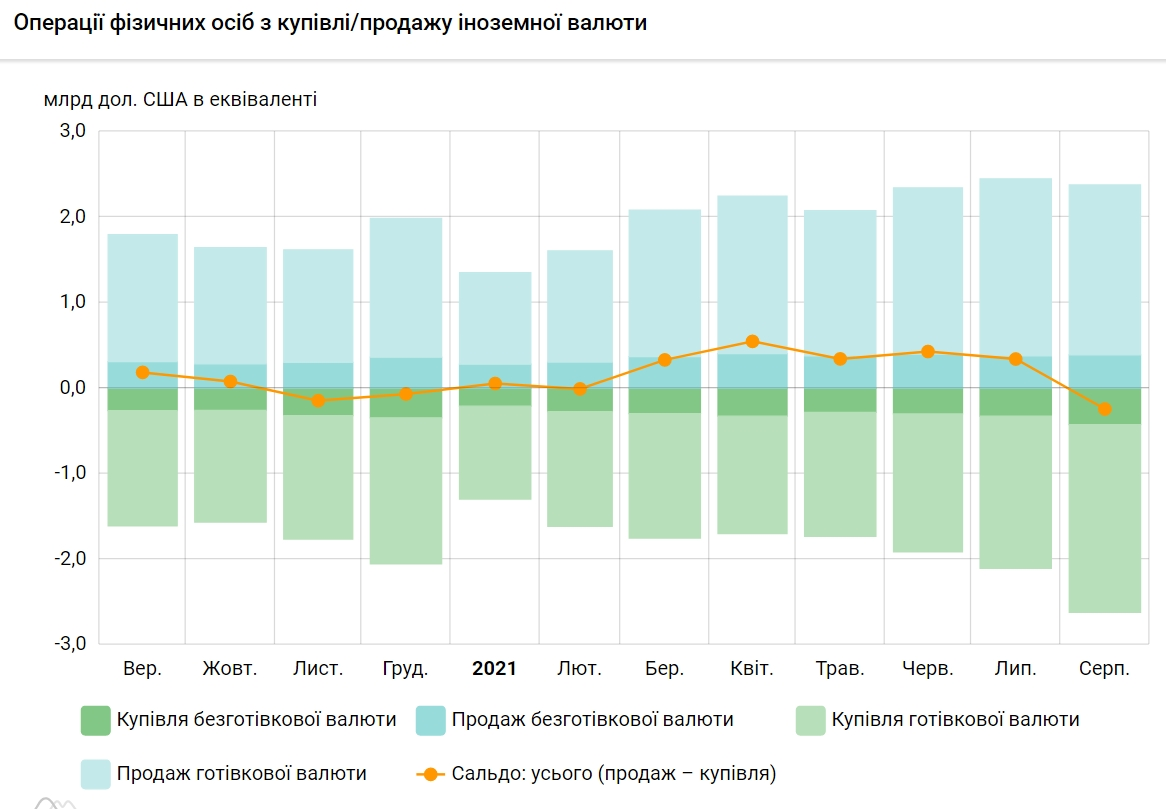 Операції фізичних осіб з купівлі/продажу іноземної валюти
млрд дол. США в еквіваленті
3,0
2,0
1,0
0,0
-1,0
-2,0
-3,0
Вер. Жовт. Лист. Груд. 2021 Лют. Бер. Квіт. Трав. Черв. Лип. Серп.
Купівля безготівкової валюти Продаж безготівкової валюти Купівля готівкової валюти
Продаж готівкової валюти Сальдо: усього (продаж – купівля)